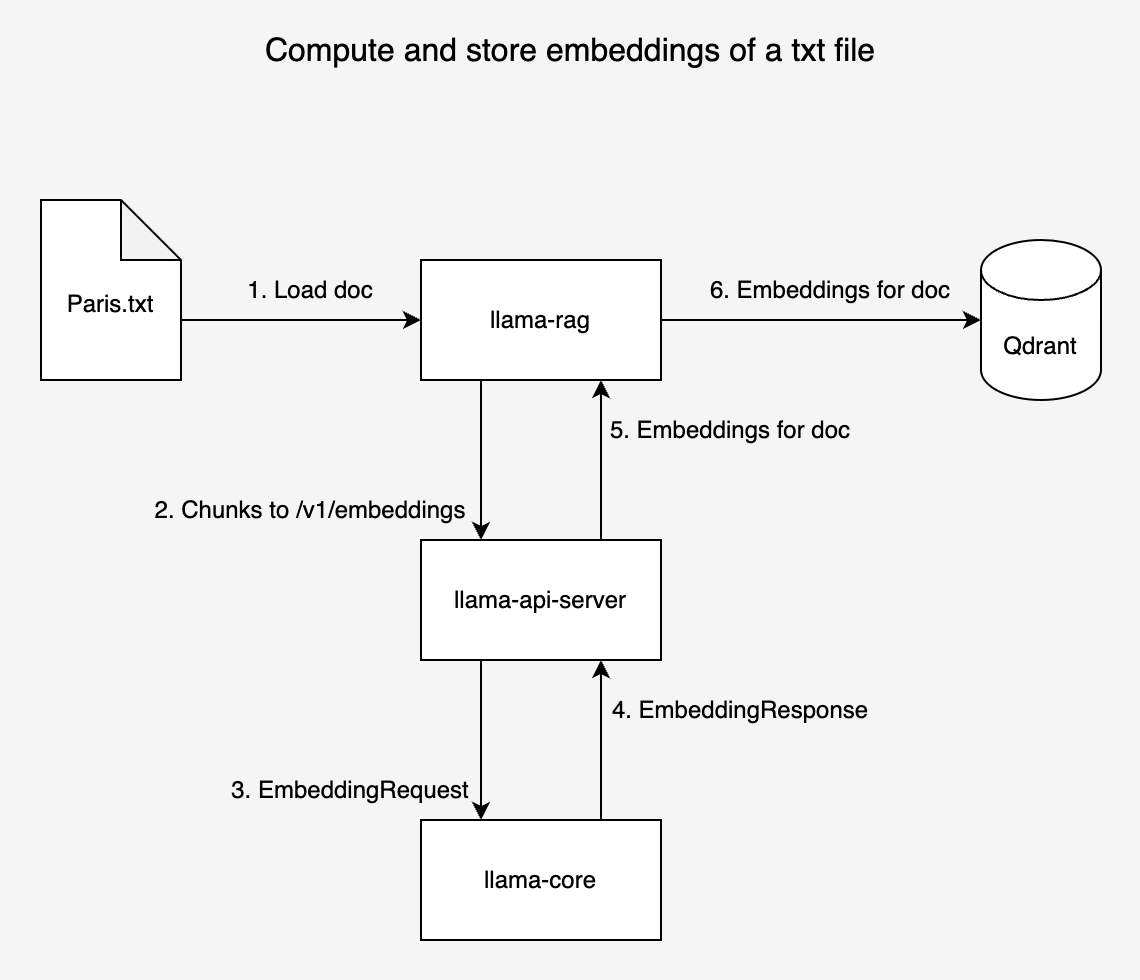 Compute and store embeddings of a txt file
Paris.txt
1. Load doc
llama-rag
6. Embeddings for doc
Qdrant
5. Embeddings for doc
2. Chunks to /v1/embeddings
llama-api-server
4. EmbeddingResponse
3. EmbeddingRequest
llama-core